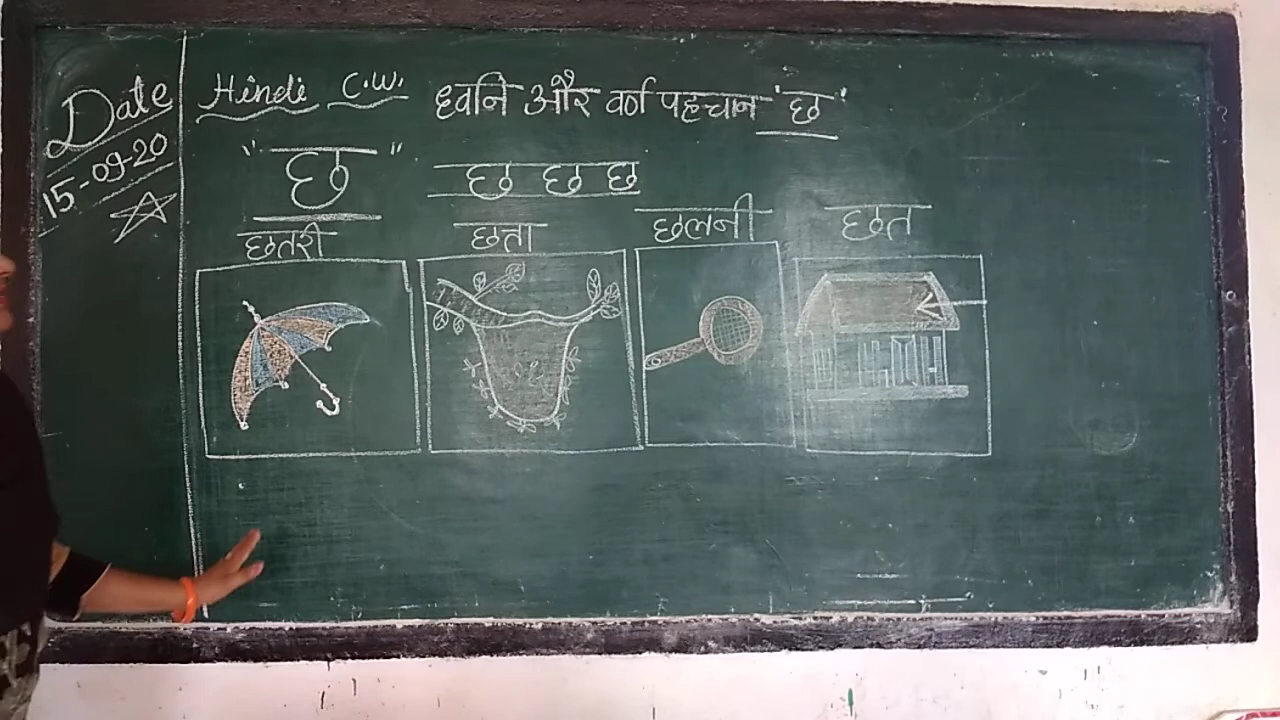 Date
15-09-20
Hindi C.W. ध्वनि और वर्ण पहचान 'छ'
"छ" छ छ छ
छतरी छत्ता छलनी छत